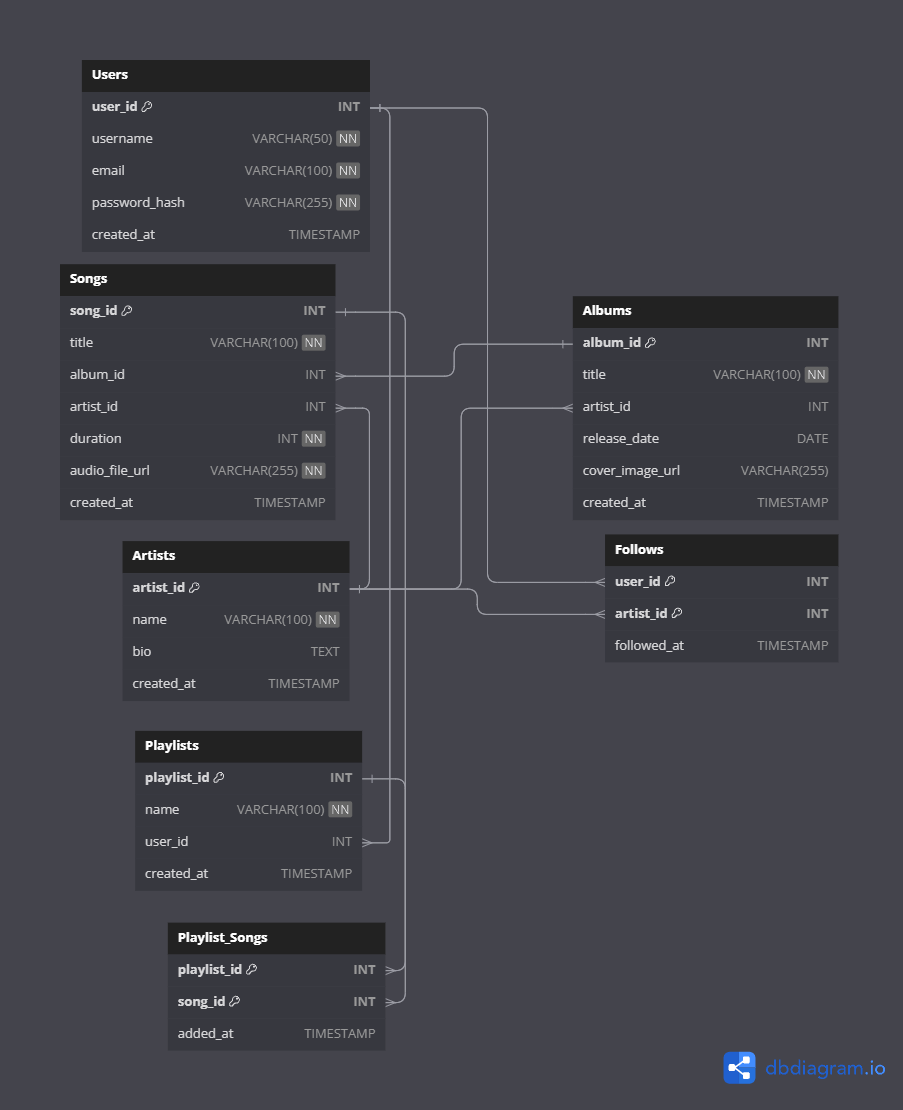 Users
user_id INT
username VARCHAR(50) NN
email VARCHAR(100) NN
password_hash VARCHAR(255) NN
created_at TIMESTAMP
Songs
song_id INT
title VARCHAR(100) NN
album_id INT
artist_id INT
duration INT NN
audio_file_url VARCHAR(255) NN
created_at TIMESTAMP
Albums
album_id INT
title VARCHAR(100) NN
artist_id INT
release_date DATE
cover_image_url VARCHAR(255)
created_at TIMESTAMP
Artists
artist_id INT
name VARCHAR(100) NN
bio TEXT
created_at TIMESTAMP
Follows
user_id INT
artist_id INT
followed_at TIMESTAMP
Playlists
playlist_id INT
name VARCHAR(100) NN
user_id INT
created_at TIMESTAMP
Playlist_Songs
playlist_id INT
song_id INT
added_at TIMESTAMP
dbdiagram.io